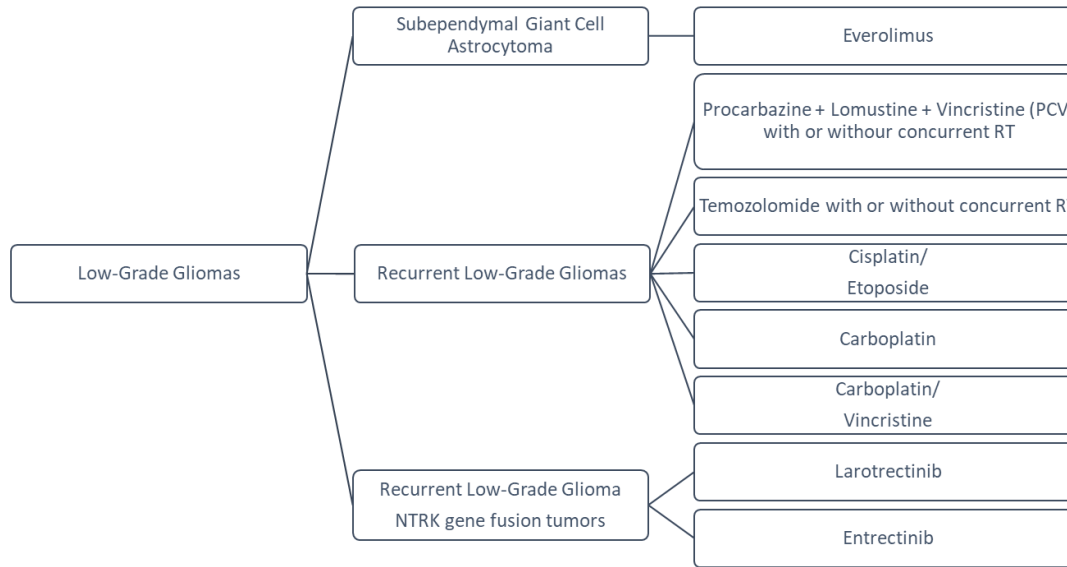 Subependymal Giant Cell
Astrocytoma
Everolimus
Procarbazine + Lomustine + Vincristine (PCV
with or withour concurrent RT
Temozolomide with or without concurrent R
Low-Grade Gliomas
Recurrent Low-Grade Gliomas
Cisplatin/
Etoposide
Carboplatin
Carboplatin/
Vincristine
Recurrent Low-Grade Glioma
NTRK gene fusion tumors
Larotrectinib
Entrectinib